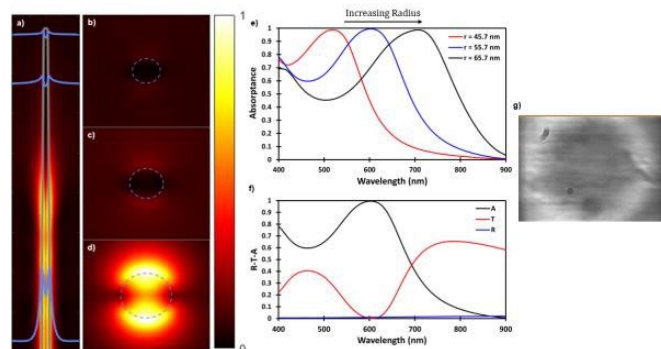 a)
b)
c)
d)
1
0
e)
Increasing Radius
r = 45.7 nm
r = 55.7 nm
r = 65.7 nm
Absorptance
1
0.9
0.8
0.7
0.6
0.5
0.4
0.3
0.2
0.1
0
400
500
600
700
800
900
Wavelength (nm)
f)
A
T
R
R-T-A
1
0.9
0.8
0.7
0.6
0.5
0.4
0.3
0.2
0.1
0
400
500
600
700
800
900
Wavelength (nm)
g)